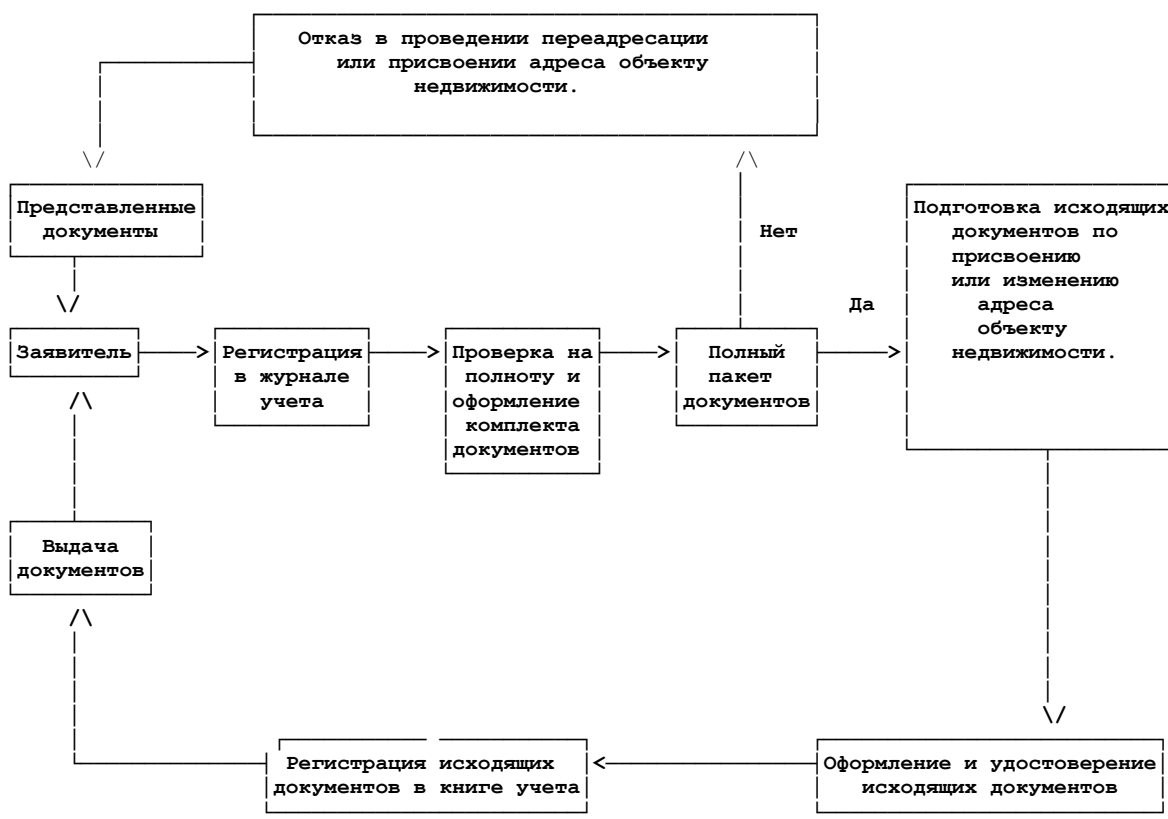 Отказ в проведении переадресации
или присвоении адреса объекту
недвижимости.
Представленные
документы
Нет
Да
Подготовка исходящих
документов по
присвоению
или изменению
адреса
объекту
недвижимости.
Заявитель
Регистрация
в журнале
учета
Проверка на
полноту и
оформление
комплекта
документов
Полный
пакет
документов
Выдача
документов
Регистрация исходящих
документов в книге учета
Оформление и удостоверение
исходящих документов